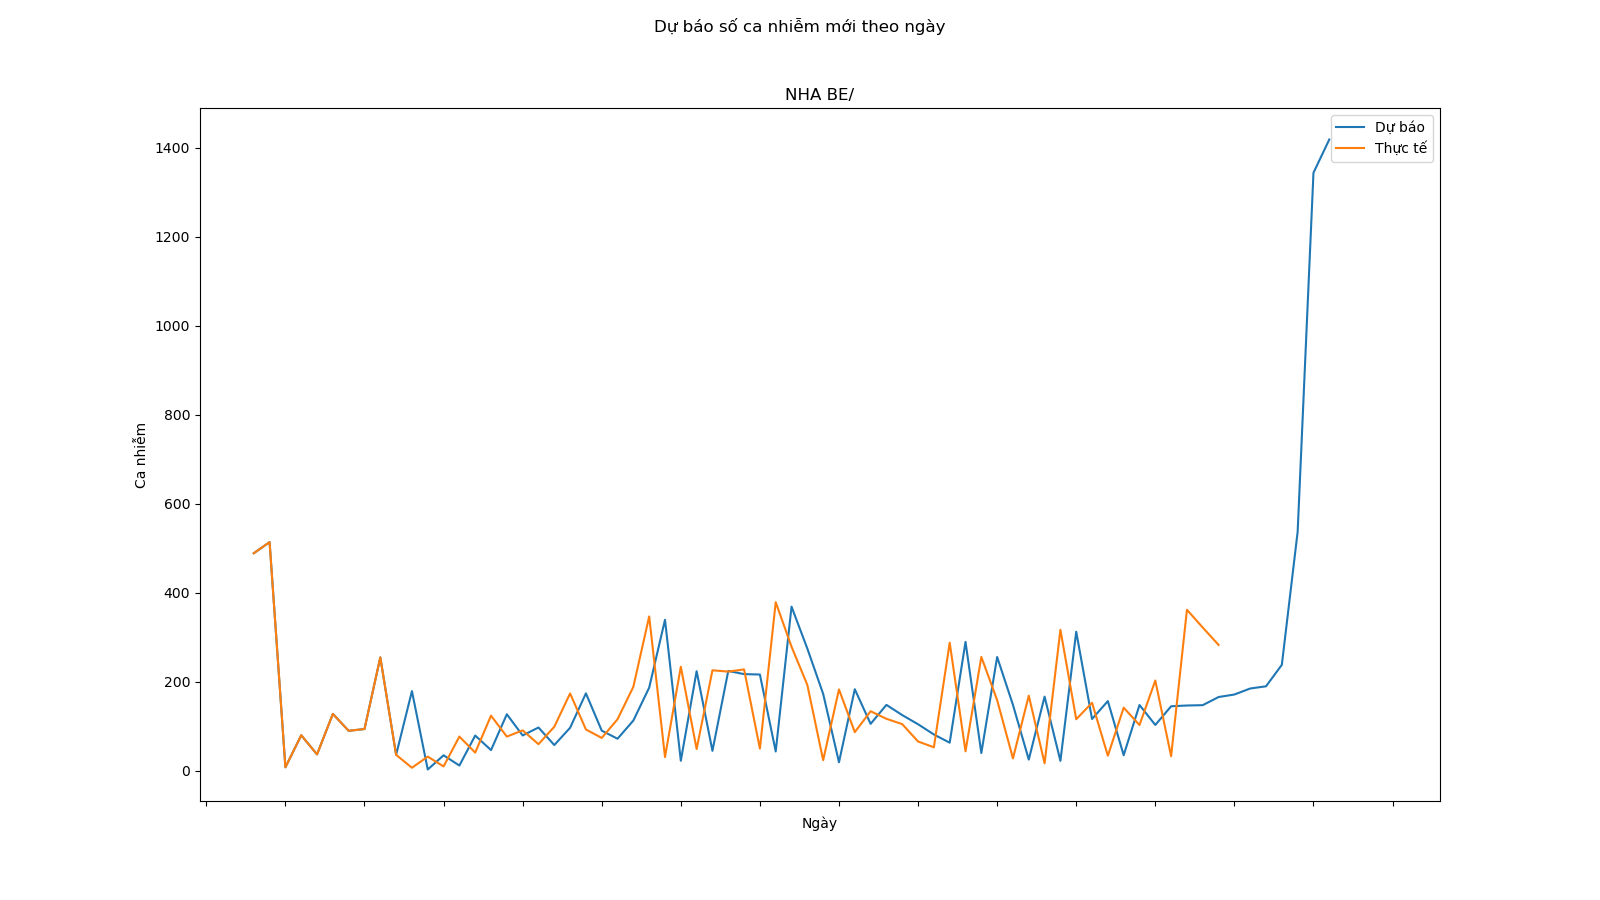 Dự báo số ca nhiễm mới theo ngày
NHA BE/
Dự báo
Thực tế
1400
1200
1000
800
600
400
200
0
Ca nhiễm
Ngày